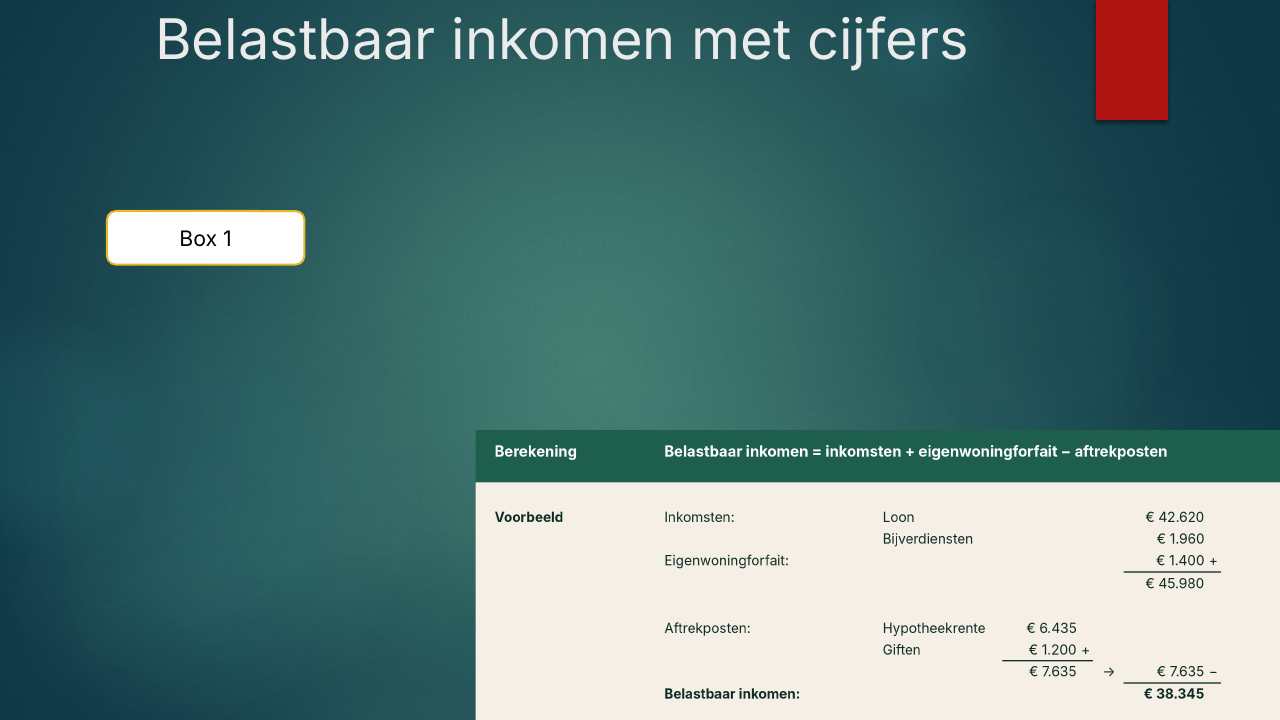 Belastbaar inkomen met cijfers
Box 1
Berekening Belastbaar inkomen = inkomsten + eigenwoningforfait − aftrekposten
Voorbeeld Inkomsten: Loon € 42.620
Bijverdiensten € 1.960
Eigenwoningforfait: € 1.400 +
€ 45.980
Aftrekposten: Hypotheekrente € 6.435
Giften € 1.200 +
€ 7.635 → € 7.635 −
Belastbaar inkomen: € 38.345